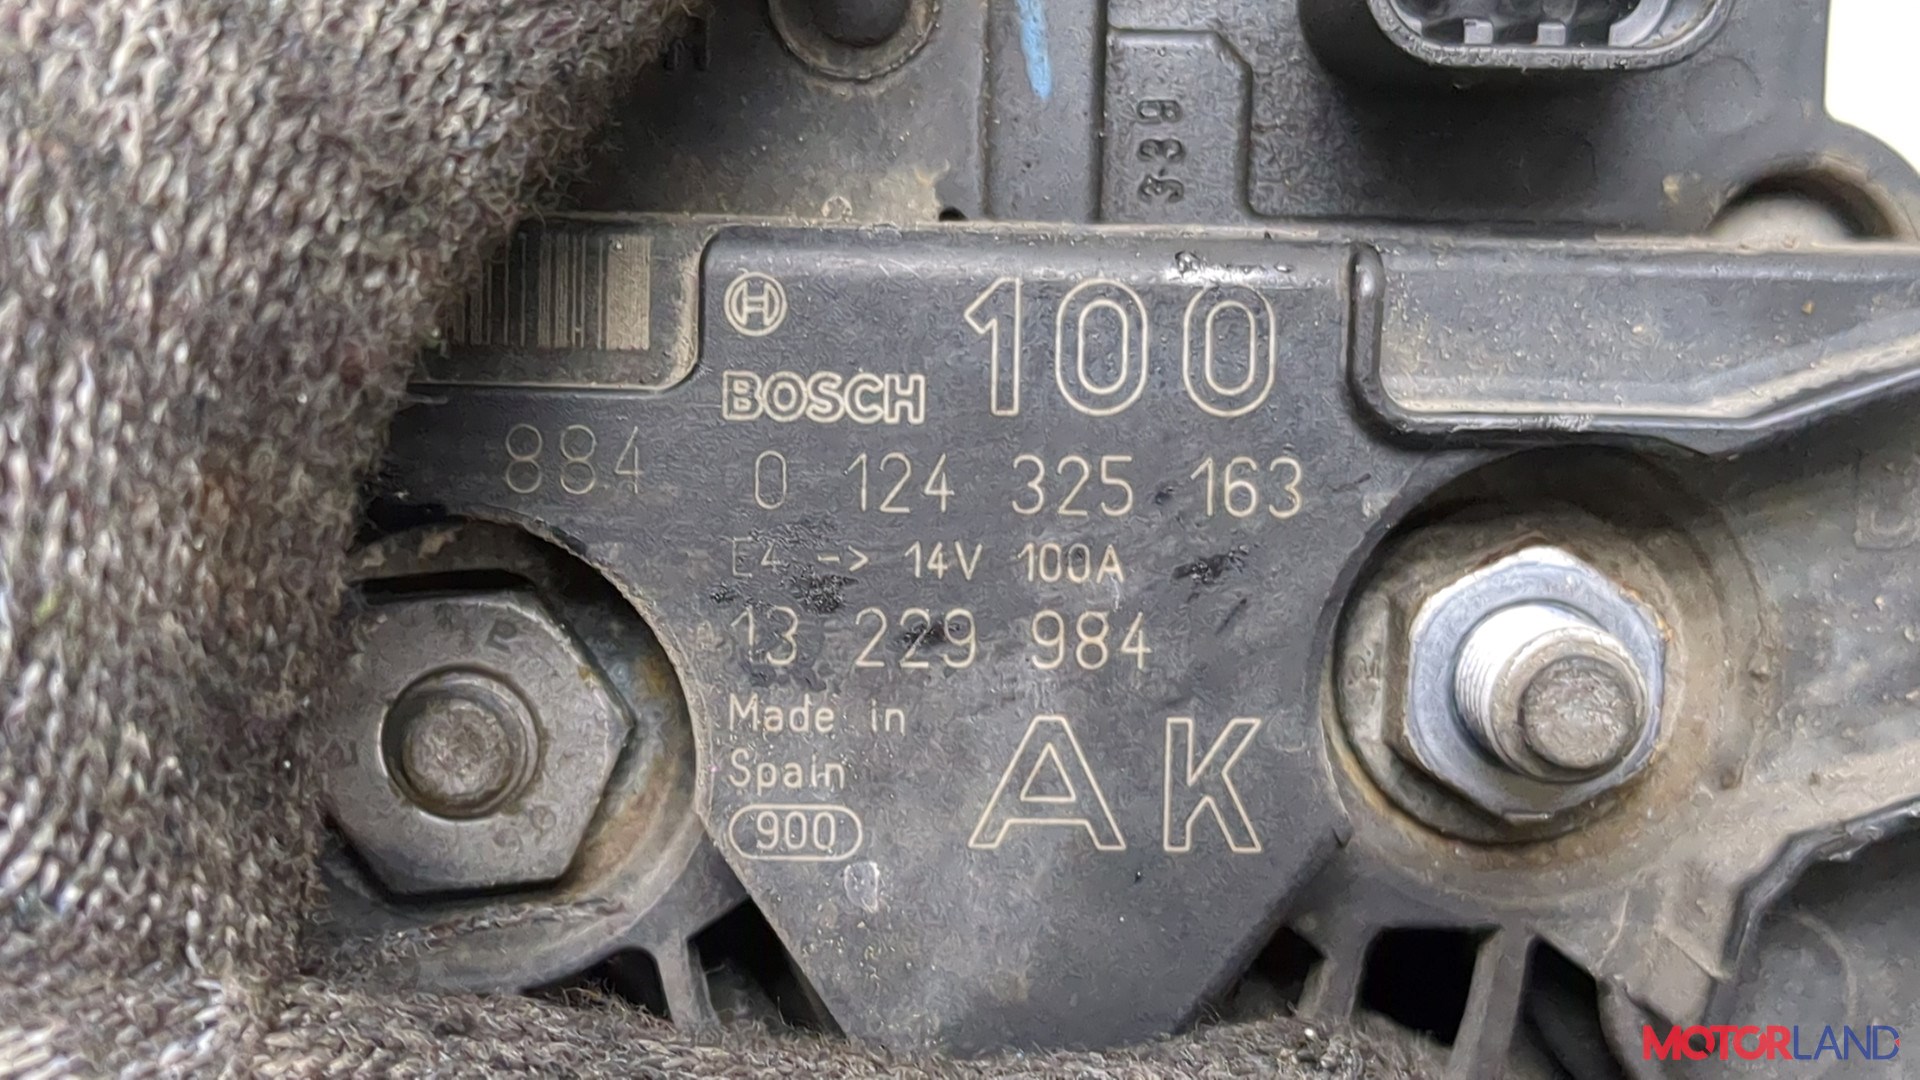 339
BOSCH 100
884 0 124 325 163
E4 -> 14V 100A
13 229 984
Made in
Spain
900
AK
MOTORLAND